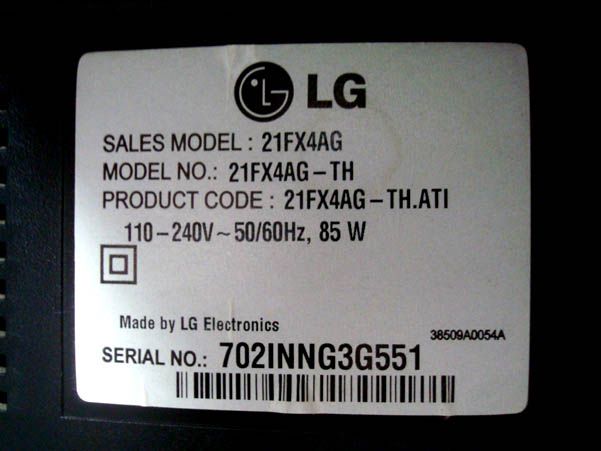 LG
SALES MODEL : 21FX4AG
MODEL NO.: 21FX4AG-TH
PRODUCT CODE : 21FX4AG-TH.ATI
110-240V~50/60Hz, 85 W
Made by LG Electronics
38509A0054A
SERIAL NO.: 702INNG3G551